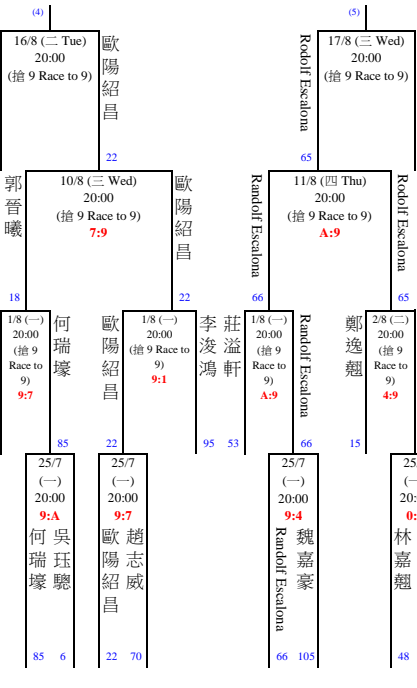 (4)
(5)
16/8 (二 Tue)
20:00
(搶 9 Race to 9)
歐陽紹昌
22
Rodolf Escalona
65
17/8 (三 Wed)
20:00
(搶 9 Race to 9)
郭晉曦
18
10/8 (三 Wed)
20:00
(搶 9 Race to 9)
7:9
歐陽紹昌
22
Randolf Escalona
66
11/8 (四 Thu)
20:00
(搶 9 Race to 9)
A:9
Rodolf Escalona
65
1/8 (一)
20:00
(搶 9
Race to
9)
9:7
何瑞壕
85
歐陽紹昌
22
1/8 (一)
20:00
(搶 9 Race to
9)
9:1
李浚鴻
95
莊溢軒
53
1/8 (一)
20:00
(搶 9
Race to
9)
A:9
Randolf Escalona
66
鄭逸翹
15
2/8 (二)
20:00
(搶 9
Race to
9)
4:9
25/7
(一)
20:00
9:A
何瑞壕
85
吳珏驄
6
25/7
(一)
20:00
9:7
歐陽紹昌
22
趙志威
70
25/7
(一)
20:00
9:4
Randolf Escalona
66
魏嘉豪
105
林嘉翹
48